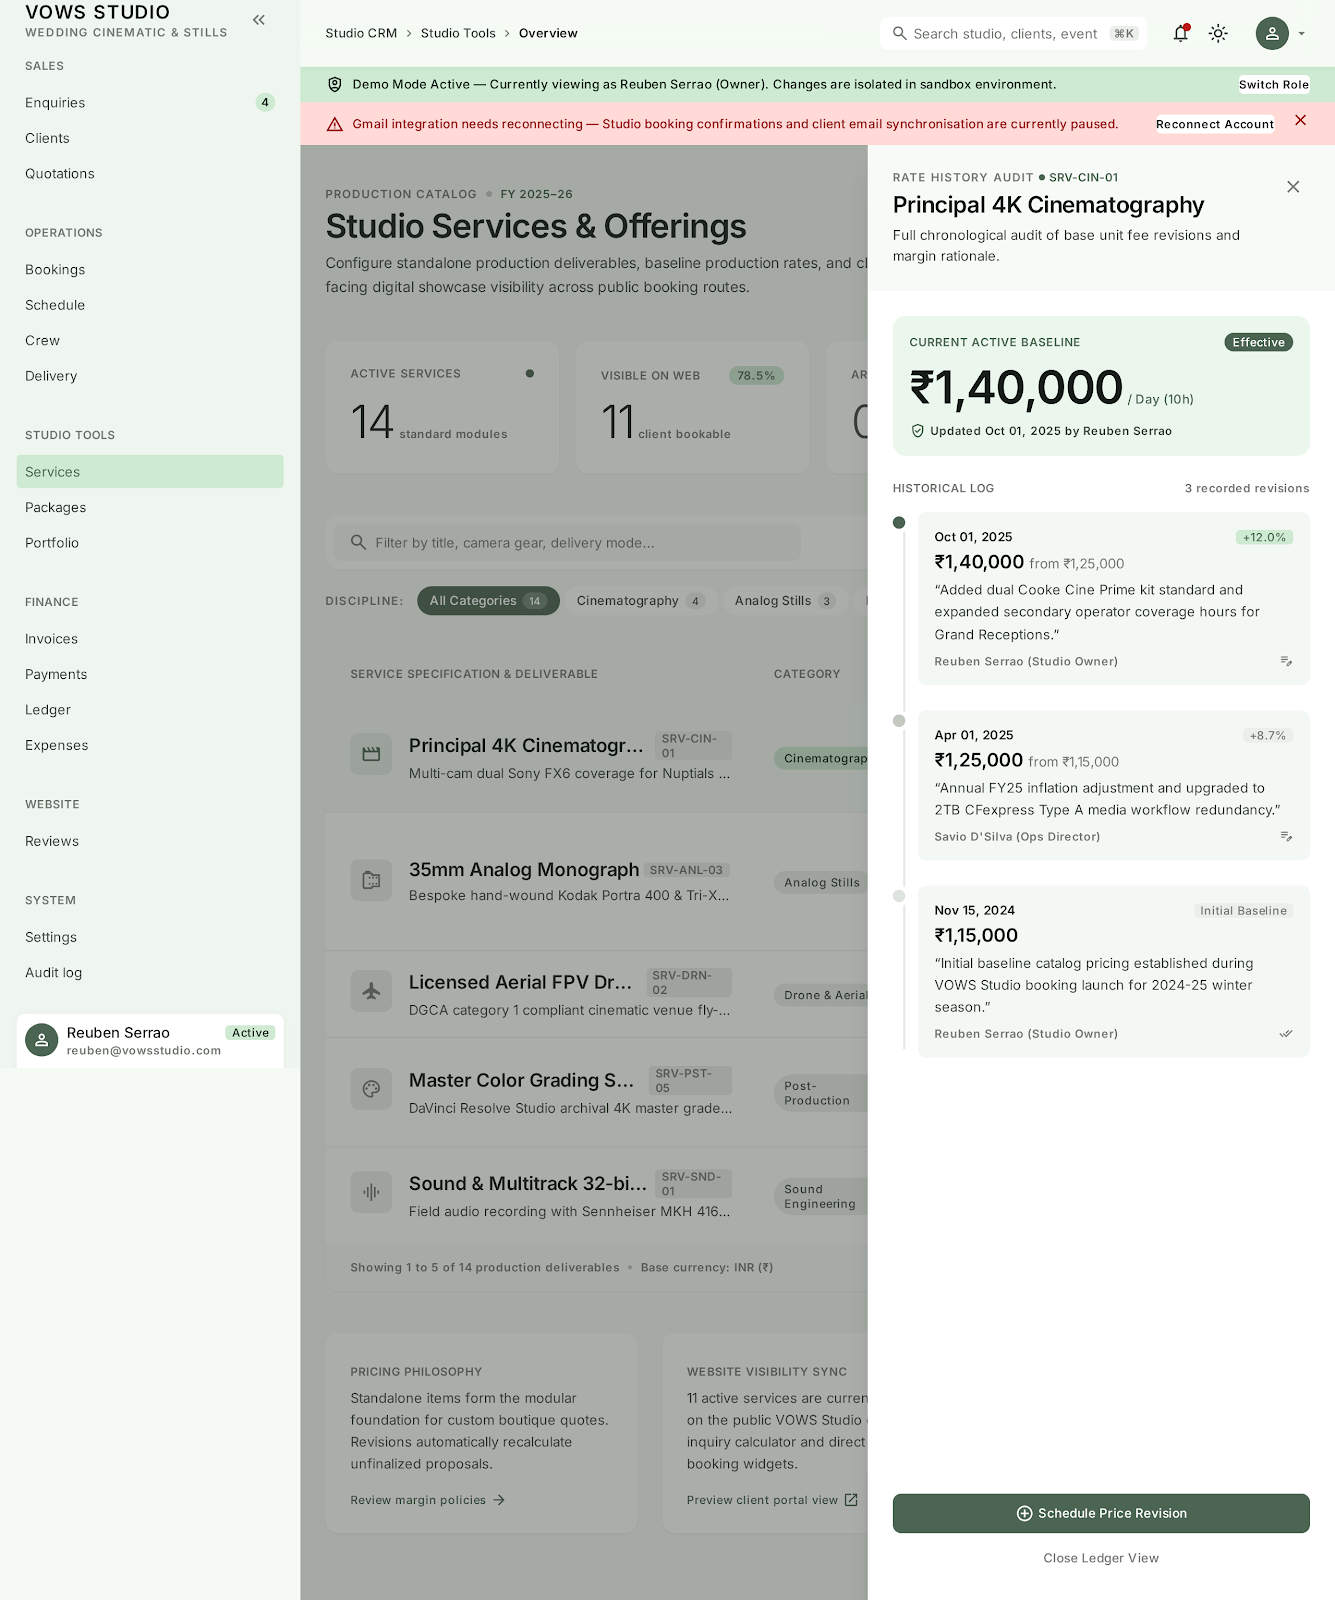 VOWS STUDIO
WEDDING CINEMATIC & STILLS
SALES
Enquiries 4
Clients
Quotations
OPERATIONS
Bookings
Schedule
Crew
Delivery
STUDIO TOOLS
Services
Packages
Portfolio
FINANCE
Invoices
Payments
Ledger
Expenses
WEBSITE
Reviews
SYSTEM
Settings
Audit log
Reuben Serrao Active
reuben@vowsstudio.com
Studio CRM > Studio Tools > Overview
Search studio, clients, event ⌘K
Demo Mode Active — Currently viewing as Reuben Serrao (Owner). Changes are isolated in sandbox environment. Switch Role
Gmail integration needs reconnecting — Studio booking confirmations and client email synchronisation are currently paused. Reconnect Account
PRODUCTION CATALOG • FY 2025–26
Studio Services & Offerings
Configure standalone production deliverables, baseline production rates, and cl
facing digital showcase visibility across public booking routes.
ACTIVE SERVICES
14 standard modules
VISIBLE ON WEB 78.5%
11 client bookable
AR
Filter by title, camera gear, delivery mode...
DISCIPLINE: All Categories 14 Cinematography 4 Analog Stills 3
SERVICE SPECIFICATION & DELIVERABLE CATEGORY
Principal 4K Cinematogr... SRV-CIN-
01
Multi-cam dual Sony FX6 coverage for Nuptials ...
Cinematograp
35mm Analog Monograph SRV-ANL-03
Bespoke hand-wound Kodak Portra 400 & Tri-X...
Analog Stills
Licensed Aerial FPV Dr... SRV-DRN-
02
DGCA category 1 compliant cinematic venue fly-...
Drone & Aerial
Master Color Grading S... SRV-PST-
05
DaVinci Resolve Studio archival 4K master grade...
Post-
Production
Sound & Multitrack 32-bi... SRV-SND-
01
Field audio recording with Sennheiser MKH 416...
Sound
Engineering
Showing 1 to 5 of 14 production deliverables • Base currency: INR (₹)
PRICING PHILOSOPHY
Standalone items form the modular
foundation for custom boutique quotes.
Revisions automatically recalculate
unfinalized proposals.
Review margin policies
WEBSITE VISIBILITY SYNC
11 active services are curren
on the public VOWS Studio
inquiry calculator and direct
booking widgets.
Preview client portal view
RATE HISTORY AUDIT • SRV-CIN-01
Principal 4K Cinematography
Full chronological audit of base unit fee revisions and
margin rationale.
CURRENT ACTIVE BASELINE Effective
₹1,40,000 / Day (10h)
Updated Oct 01, 2025 by Reuben Serrao
HISTORICAL LOG 3 recorded revisions
Oct 01, 2025 +12.0%
₹1,40,000 from ₹1,25,000
“Added dual Cooke Cine Prime kit standard and
expanded secondary operator coverage hours for
Grand Receptions.”
Reuben Serrao (Studio Owner)
Apr 01, 2025 +8.7%
₹1,25,000 from ₹1,15,000
“Annual FY25 inflation adjustment and upgraded to
2TB CFexpress Type A media workflow redundancy.”
Savio D'Silva (Ops Director)
Nov 15, 2024 Initial Baseline
₹1,15,000
“Initial baseline catalog pricing established during
VOWS Studio booking launch for 2024-25 winter
season.”
Reuben Serrao (Studio Owner)
Schedule Price Revision
Close Ledger View